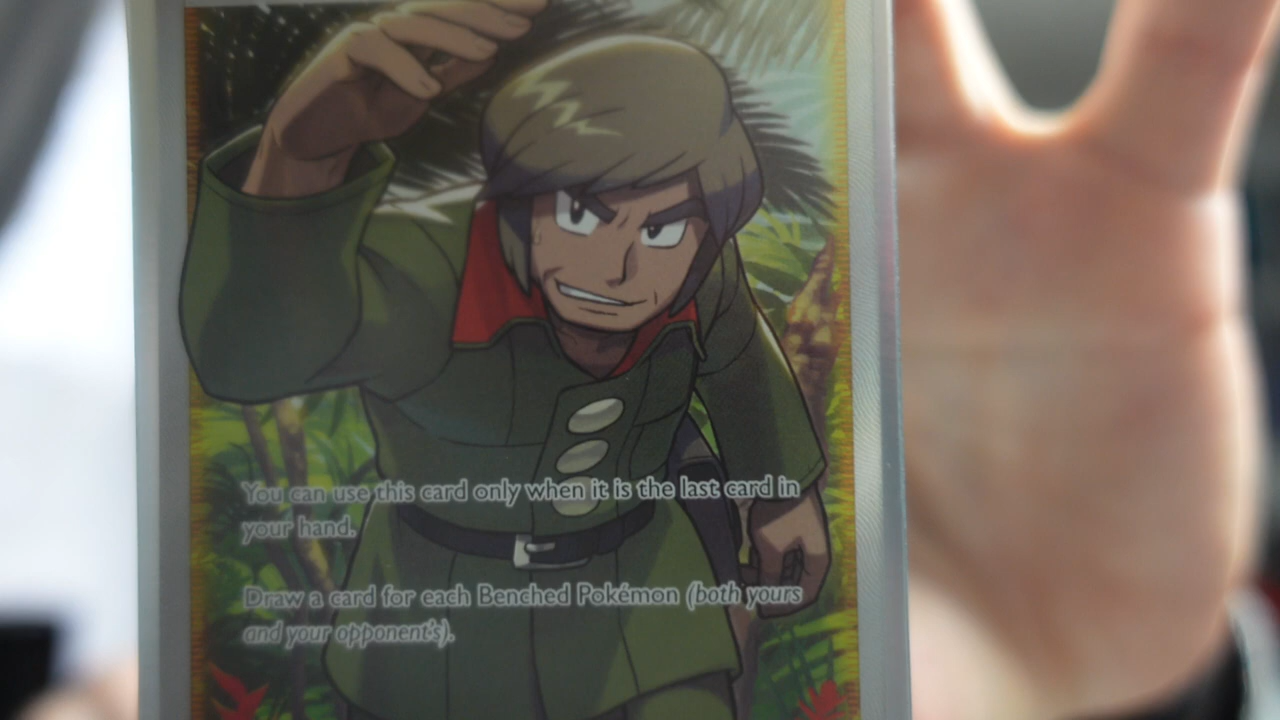 You can use this card only when it is the last card in
your hand.
Draw a card for each Benched Pokémon (both yours
and your opponent's).